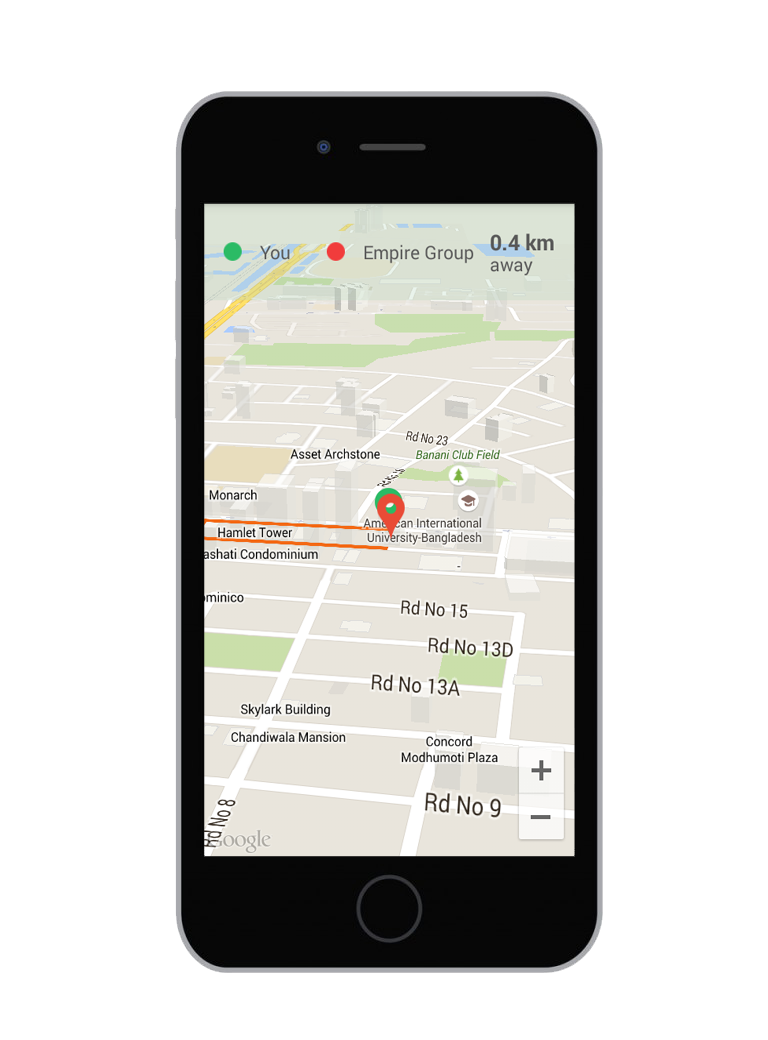 You
Empire Group
0.4 km
away
Rd No 23
Asset Archstone
Banani Club Field
Monarch
American International
University-Bangladesh
Hamlet Tower
ashati Condominium
ominico
Rd No 15
Rd No 13D
Rd No 13A
Skylark Building
Chandiwala Mansion
Concord
Modhumoti Plaza
+
−
Rd No 9
Rd No 8
Google